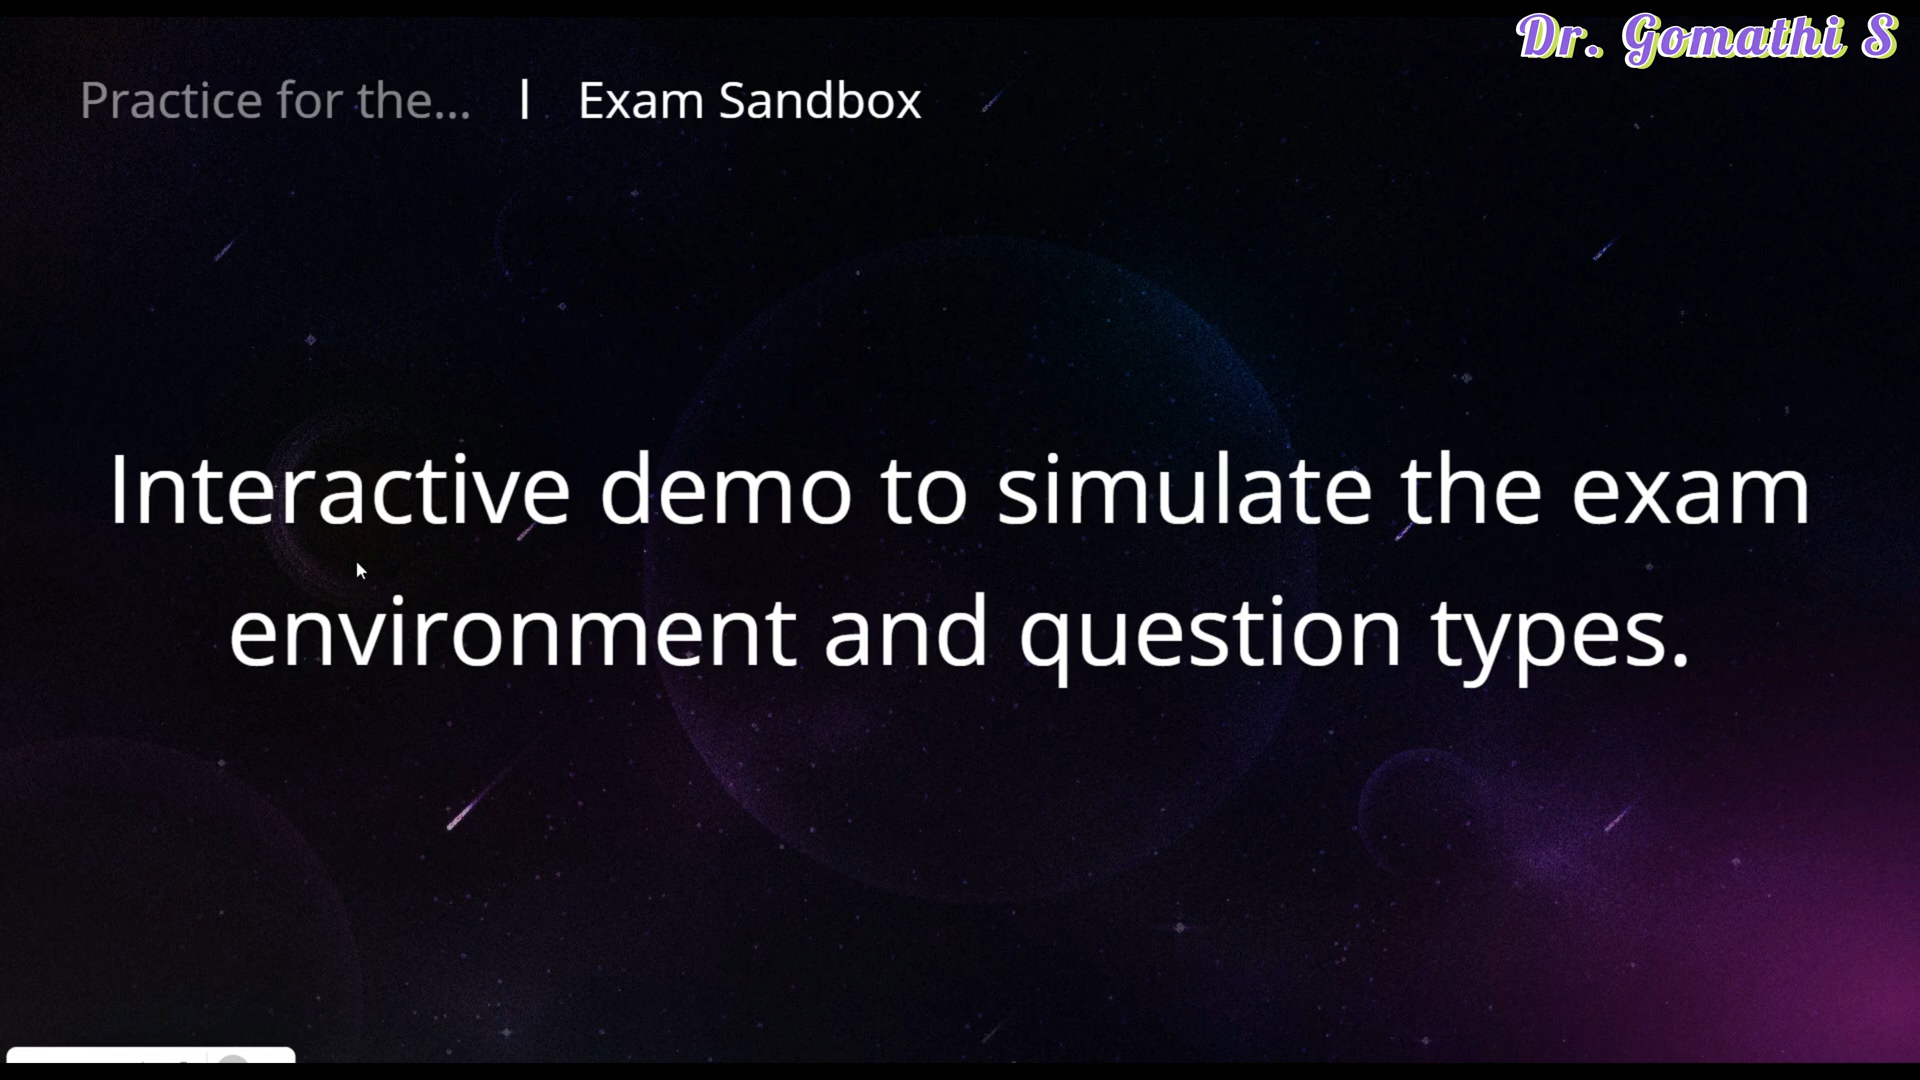 Dr. Gomathi S
Practice for the... | Exam Sandbox
Interactive demo to simulate the exam
environment and question types.